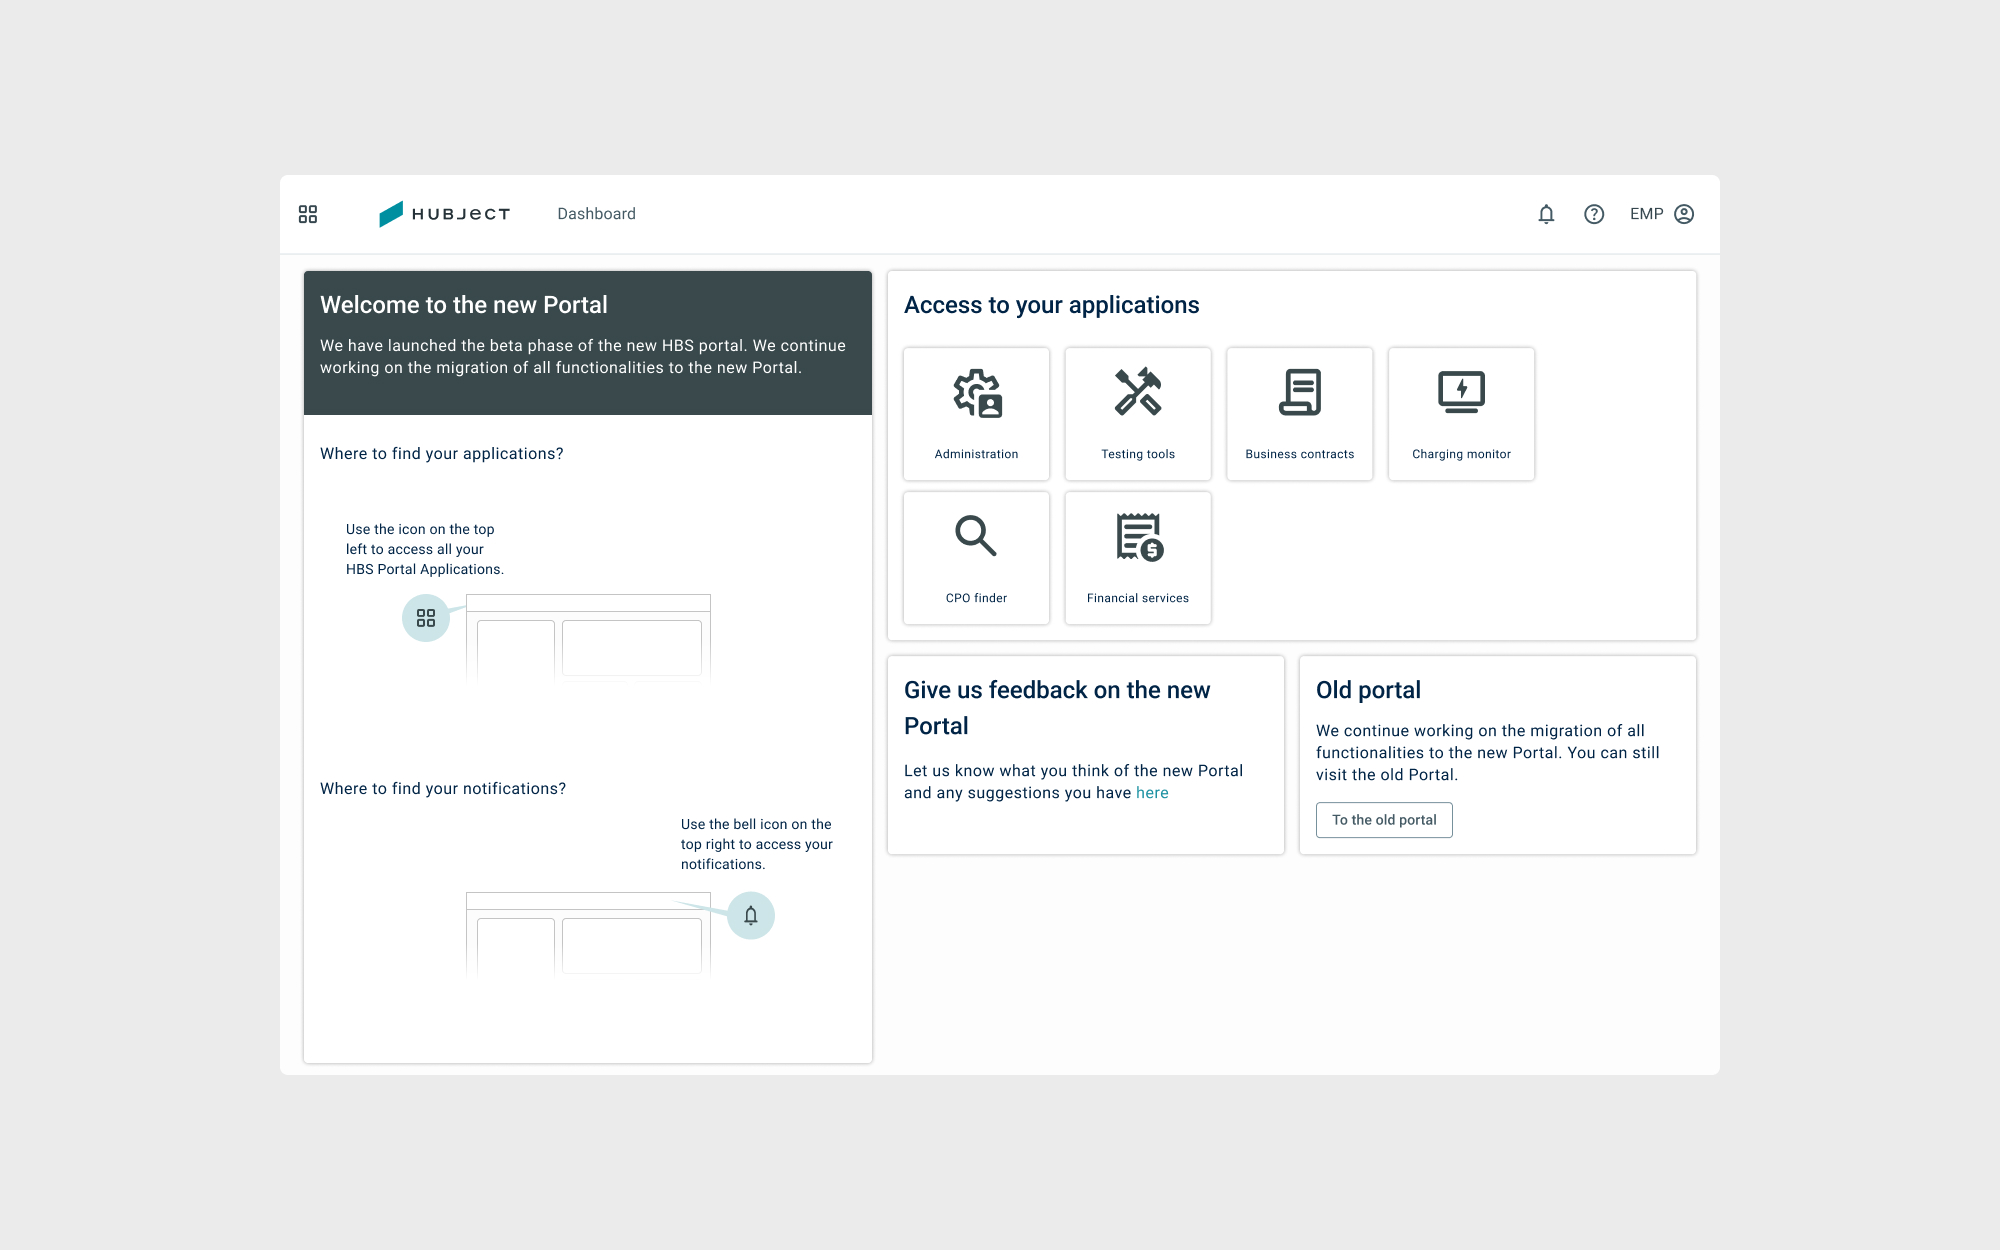 HUBJECT
Dashboard
EMP
Welcome to the new Portal
We have launched the beta phase of the new HBS portal. We continue
working on the migration of all functionalities to the new Portal.
Where to find your applications?
Use the icon on the top
left to access all your
HBS Portal Applications.
Where to find your notifications?
Use the bell icon on the
top right to access your
notifications.
Access to your applications
Administration
Testing tools
Business contracts
Charging monitor
CPO finder
$
Financial services
Give us feedback on the new
Portal
Let us know what you think of the new Portal
and any suggestions you have here
Old portal
We continue working on the migration of all
functionalities to the new Portal. You can still
visit the old Portal.
To the old portal